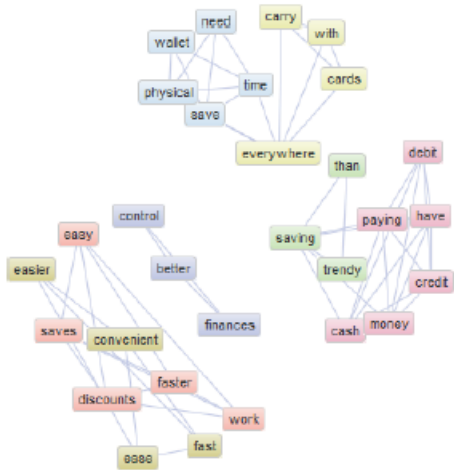 carry
need
with
wallet
cards
time
physical
save
everywhere
debit
than
control
have
paying
easy
saving
better
easier
trendy
credit
finances
money
saves
cash
convenient
faster
discounts
work
fast
ease